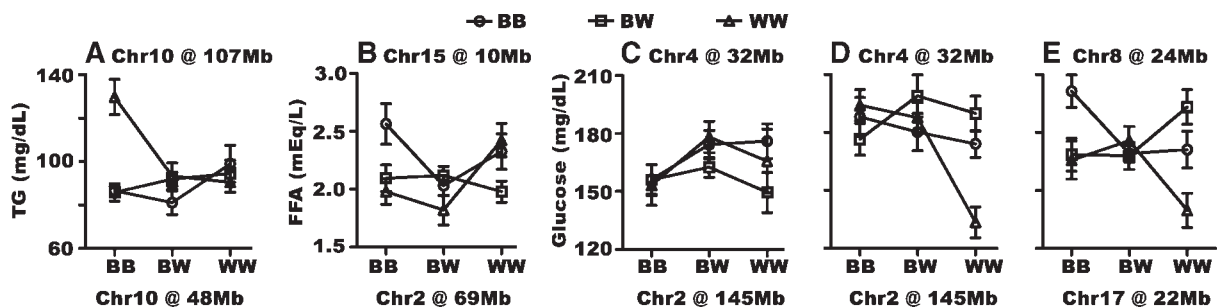 BB BW WW
A Chr10 @ 107Mb
B Chr15 @ 10Mb
C Chr4 @ 32Mb
D Chr4 @ 32Mb
E Chr8 @ 24Mb
TG (mg/dL)
140
100
60
FFA (mEq/L)
3.0
2.5
2.0
1.5
Glucose (mg/dL)
210
180
150
120
BB BW WW
BB BW WW
BB BW WW
BB BW WW
BB BW WW
Chr10 @ 48Mb
Chr2 @ 69Mb
Chr2 @ 145Mb
Chr2 @ 145Mb
Chr17 @ 22Mb